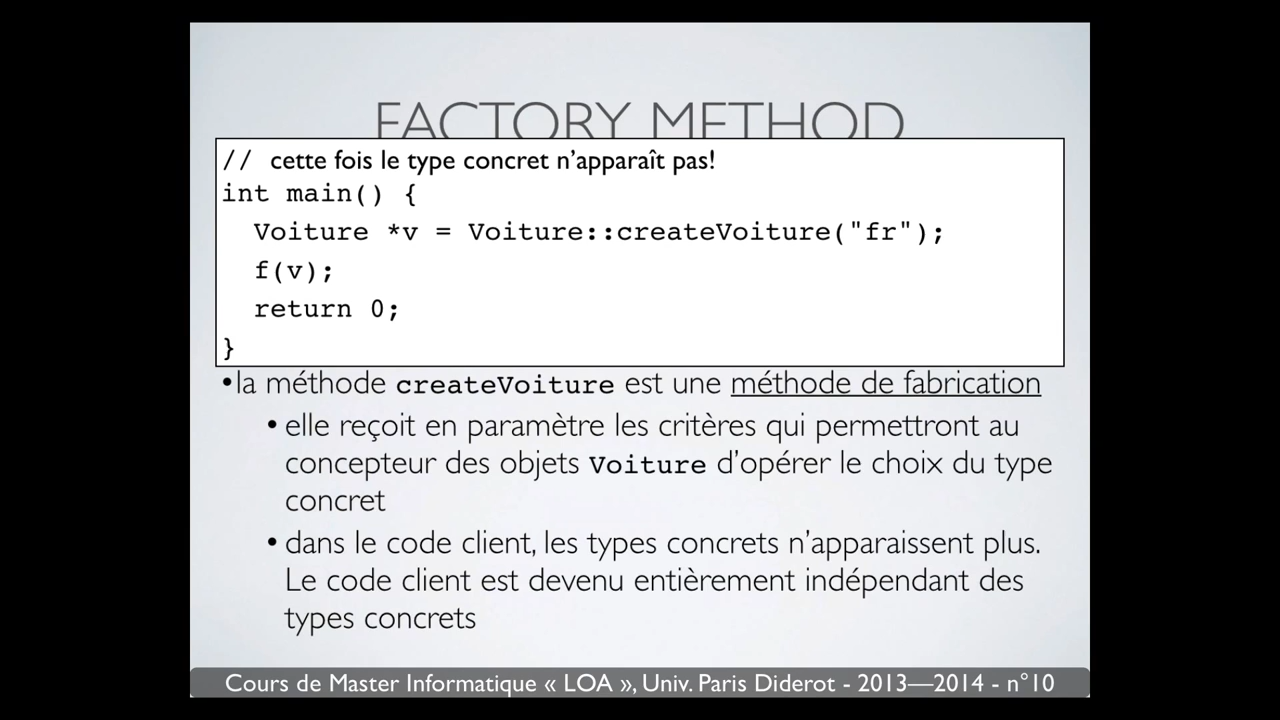 FACTORY METHOD
// cette fois le type concret n’apparaît pas!
int main() {
Voiture *v = Voiture::createVoiture("fr");
f(v);
return 0;
}
•la méthode createVoiture est une méthode de fabrication
• elle reçoit en paramètre les critères qui permettront au
concepteur des objets Voiture d’opérer le choix du type
concret
• dans le code client, les types concrets n’apparaissent plus.
Le code client est devenu entièrement indépendant des
types concrets
Cours de Master Informatique « LOA », Univ. Paris Diderot - 2013—2014 - n°10